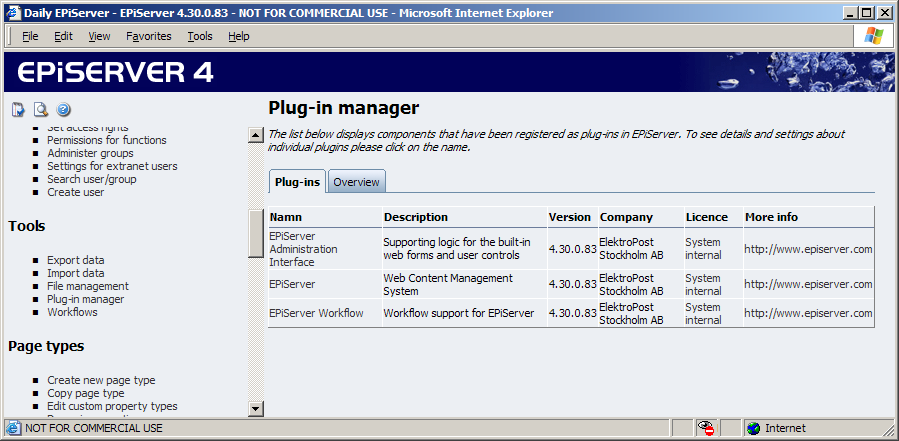 Daily EPiServer - EPiServer 4.30.0.83 - NOT FOR COMMERCIAL USE - Microsoft Internet Explorer
File Edit View Favorites Tools Help
EPiSERVER 4
Set access rights
Permissions for functions
Administer groups
Settings for extranet users
Search user/group
Create user
Tools
Export data
Import data
File management
Plug-in manager
Workflows
Page types
Create new page type
Copy page type
Edit custom property types
Plug-in manager
The list below displays components that have been registered as plug-ins in EPiServer. To see details and settings about
individual plugins please click on the name.
Plug-ins Overview
Namn Description Version Company Licence More info
EPiServer
Administration
Interface
Supporting logic for the built-in
web forms and user controls
4.30.0.83
ElektroPost
Stockholm AB
System
internal
http://www.episerver.com
EPiServer
Web Content Management
System
4.30.0.83
ElektroPost
Stockholm AB
System
internal
http://www.episerver.com
EPiServer Workflow
Workflow support for EPiServer
4.30.0.83
ElektroPost
Stockholm AB
System
internal
http://www.episerver.com
NOT FOR COMMERCIAL USE
Internet